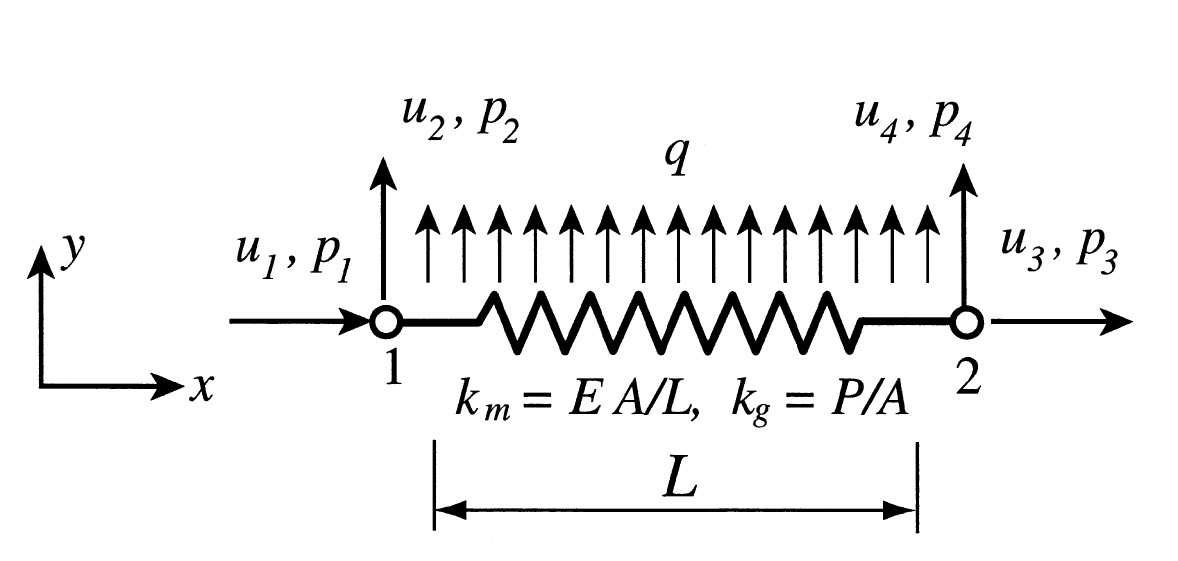 u2, p2
u4, p4
q
y
u1, p1
u3, p3
1
2
x
km = E A/L, kg = P/A
L